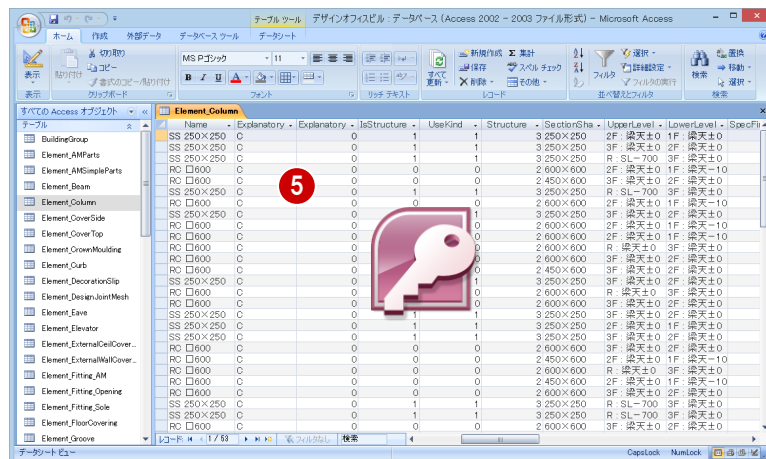 テーブル ツール デザインオフィスビル : データベース (Access 2002 − 2003 ファイル形式) − Microsoft Access
ホーム 作成 外部データ データベース ツール データシート
表示 貼り付け 切り取り コピー 書式のコピー/貼り付け
MS Pゴシック 11
B I U A
すべて更新 新規作成 保存 削除 Σ 集計 スペル チェック その他
フィルタ 選択 詳細設定 フィルタの実行
検索 置換 移動 選択
表示 クリップボード フォント リッチ テキスト レコード 並べ替えとフィルタ 検索
すべての Access オブジェクト
テーブル
BuildingGroup
Element_AMParts
Element_AMSimpleParts
Element_Beam
Element_Column
Element_CoverSide
Element_CoverTop
Element_CrownMoulding
Element_Curb
Element_DecorationSlip
Element_DesignJointMesh
Element_Eave
Element_Elevator
Element_ExternalCeilCover...
Element_ExternalWallCover...
Element_Fitting_AM
Element_Fitting_Opening
Element_Fitting_Sole
Element_FloorCovering
Element_Groove
Element_Column
Name Explanatory Explanatory IsStructure UseKind Structure SectionSha UpperLevel LowerLevel SpecFi
SS 250×250 C 0 1 1 3 250×250 2F : 梁天±0 1F : 梁天±0
SS 250×250 C 0 1 1 3 250×250 3F : 梁天±0 2F : 梁天±0
SS 250×250 C 0 1 1 3 250×250 R : SL−700 3F : 梁天±0
RC □600 C 0 0 0 2 600×600 2F : 梁天±0 1F : 梁天−10
RC □600 C 0 0 0 2 450×600 3F : 梁天±0 2F : 梁天±0
SS 250×250 C 0 1 1 3 250×250 R : SL−700 3F : 梁天±0
RC □600 C 0 0 0 2 600×600 2F : 梁天±0 1F : 梁天−10
SS 250×250 C 0 1 3 250×250 3F : 梁天±0 2F : 梁天±0
RC □600 C 0 0 2 600×600 2F : 梁天±0 1F : 梁天−10
RC □600 C 0 0 2 600×600 2F : 梁天±0 1F : 梁天−10
RC □600 C 0 0 2 600×600 R : 梁天±0 3F : 梁天±0
RC □600 C 0 0 2 600×600 3F : 梁天±0 2F : 梁天±0
RC □600 C 0 0 2 450×600 3F : 梁天±0 2F : 梁天±0
SS 250×250 C 0 1 3 250×250 3F : 梁天±0 2F : 梁天±0
RC □600 C 0 0 2 600×600 R : 梁天±0 3F : 梁天±0
RC □600 C 0 0 2 600×600 3F : 梁天±0 2F : 梁天±0
SS 250×250 C 0 1 1 3 250×250 2F : 梁天±0 1F : 梁天±0
SS 250×250 C 0 1 1 3 250×250 3F : 梁天±0 2F : 梁天±0
SS 250×250 C 0 1 1 3 250×250 2F : 梁天±0 1F : 梁天±0
RC □600 C 0 0 0 2 600×600 3F : 梁天±0 2F : 梁天±0
RC □600 C 0 0 0 2 450×600 2F : 梁天±0 1F : 梁天−10
RC □600 C 0 0 0 2 600×600 R : 梁天±0 3F : 梁天±0
RC □600 C 0 0 0 2 450×600 2F : 梁天±0 1F : 梁天−10
RC □600 C 0 0 0 2 600×600 3F : 梁天±0 2F : 梁天±0
SS 250×250 C 0 1 1 3 250×250 R : SL−700 3F : 梁天±0
SS 250×250 C 0 1 1 3 250×250 R : SL−700 3F : 梁天±0
RC □600 C 0 0 0 2 600×600 3F : 梁天±0 2F : 梁天±0
5
レコード: 1 / 53 フィルタなし 検索
データシート ビュー CapsLock NumLock